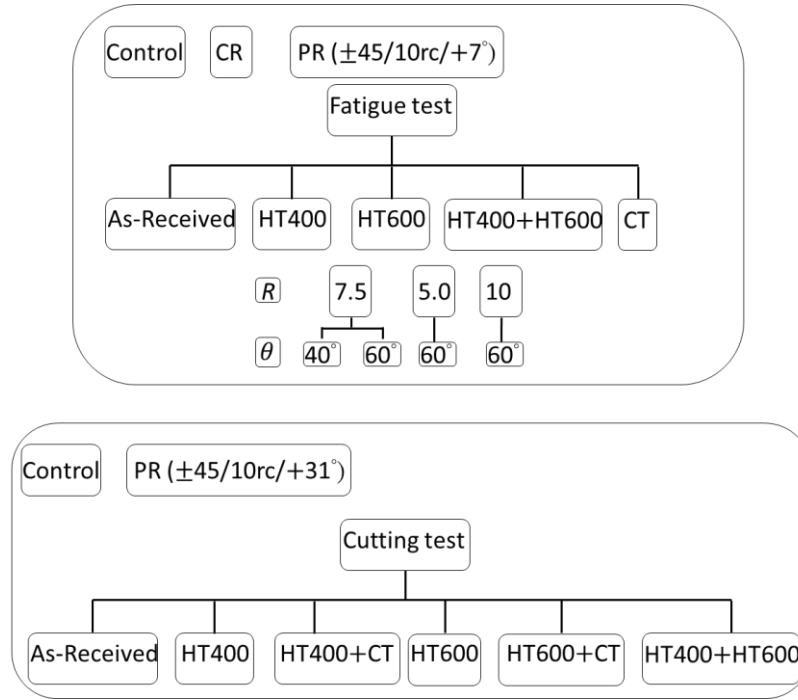 Control CR PR (±45/10rc/+7°)
Fatigue test
As-Received HT400 HT600 HT400+HT600 CT
R 7.5 5.0 10
θ 40° 60° 60° 60°
Control PR (±45/10rc/+31°)
Cutting test
As-Received HT400 HT400+CT HT600 HT600+CT HT400+HT600